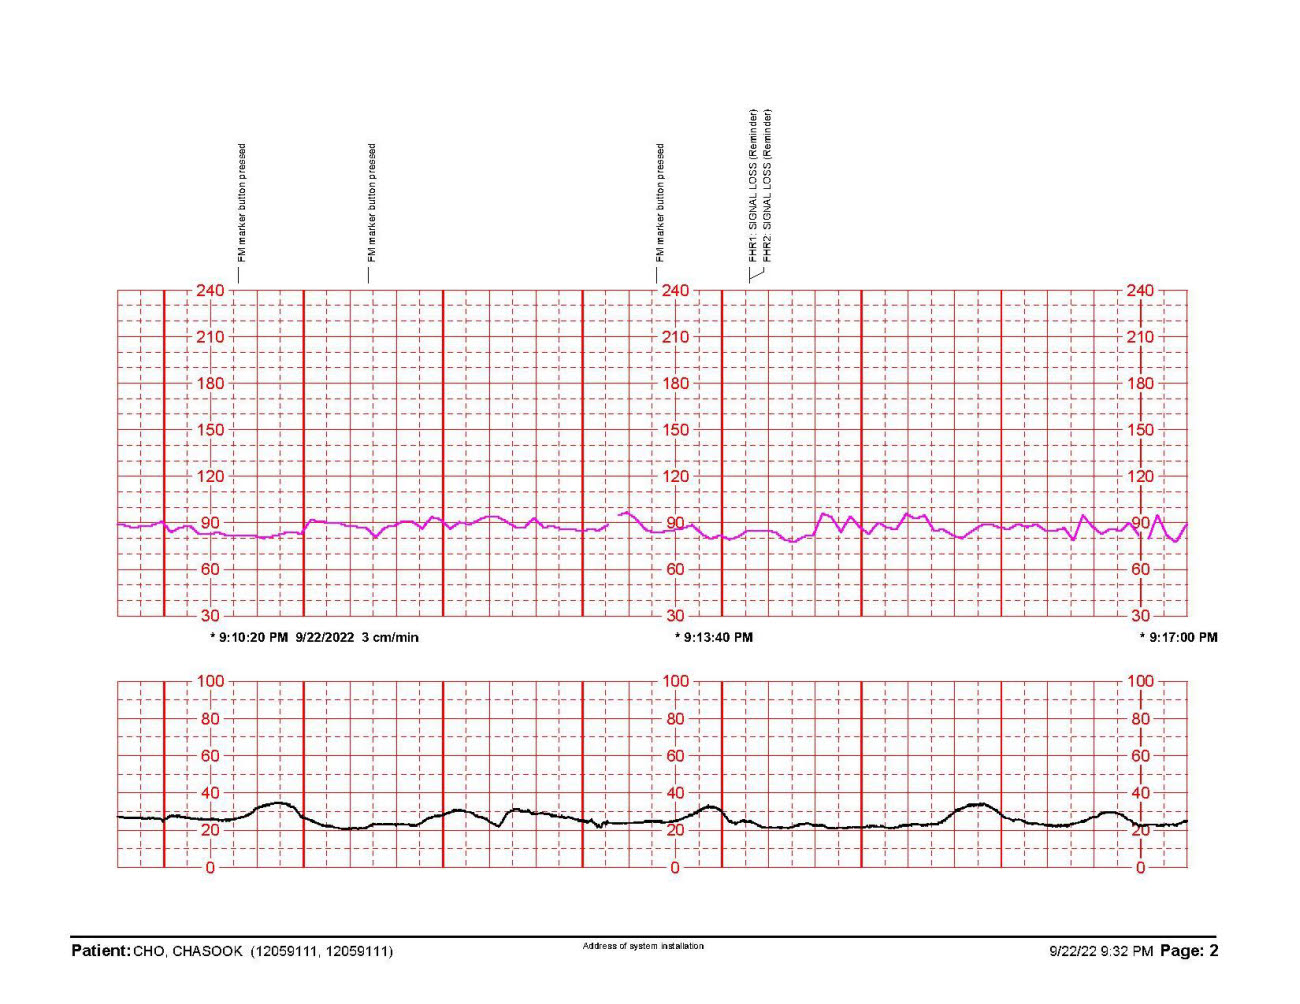 FM marker button pressed
FM marker button pressed
FM marker button pressed
FHR1: SIGNAL LOSS (Reminder)
FHR2: SIGNAL LOSS (Reminder)
240 240 240
210 210 210
180 180 180
150 150 150
120 120 120
90 90 90
60 60 60
30 30 30
* 9:10:20 PM 9/22/2022 3 cm/min * 9:13:40 PM * 9:17:00 PM
100 100 100
80 80 80
60 60 60
40 40 40
20 20 20
0 0 0
Patient: CHO, CHASOOK (12059111, 12059111) Address of system installation 9/22/22 9:32 PM Page: 2